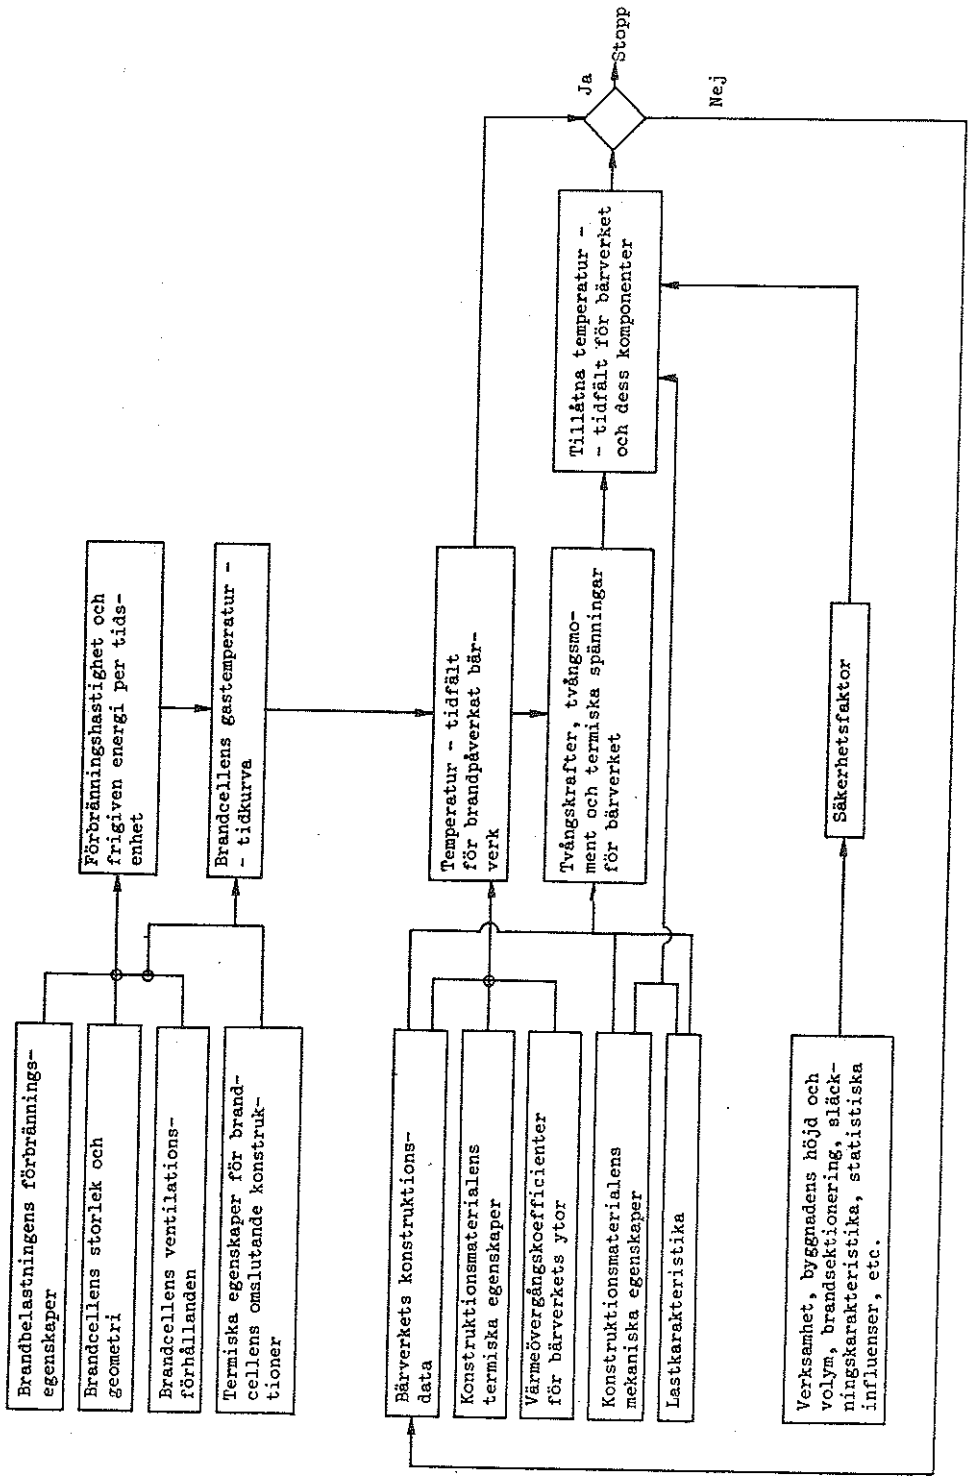 Brandbelastningens förbrännings-
egenskaper
Brandcellens storlek och
geometri
Brandcellens ventilations-
förhållanden
Termiska egenskaper för brand-
cellens omslutande konstruk-
tioner
Förbränningshastighet och
frigiven energi per tids-
enhet
Brandcellens gastemperatur -
- tidkurva
Bärverkets konstruktions-
data
Konstruktionsmaterialens
termiska egenskaper
Värmeövergångskoefficienter
för bärverkets ytor
Konstruktionsmaterialens
mekaniska egenskaper
Lastkarakteristika
Temperatur - tidfält
för brandpåverkat bär-
verk
Tvångskrafter, tvångsmo-
ment och termiska spänningar
för bärverket
Tillåtna temperatur -
- tidfält för bärverket
och dess komponenter
Ja
Stopp
Nej
Verksamhet, byggnadens höjd och
volym, brandsektionering, släck-
ningskarakteristika, statistiska
influenser, etc.
Säkerhetsfaktor